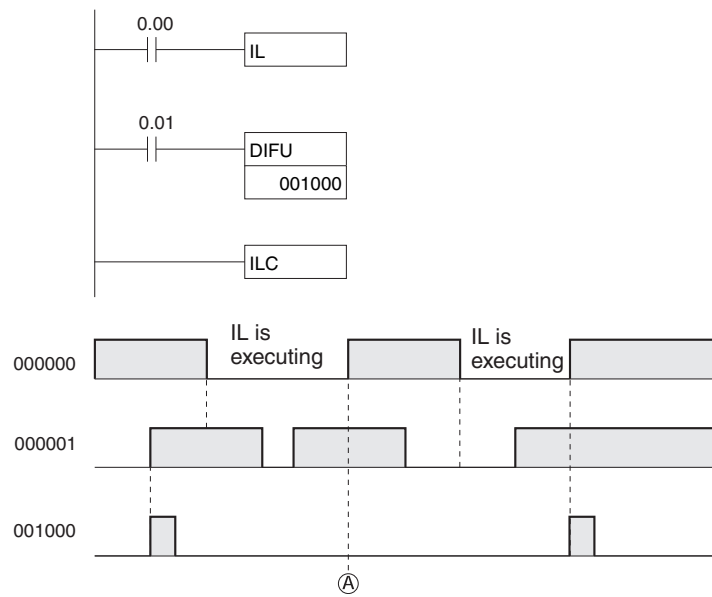 0.00
IL
0.01
DIFU
001000
ILC
IL is
executing
IL is
executing
000000
000001
001000
Ⓐ